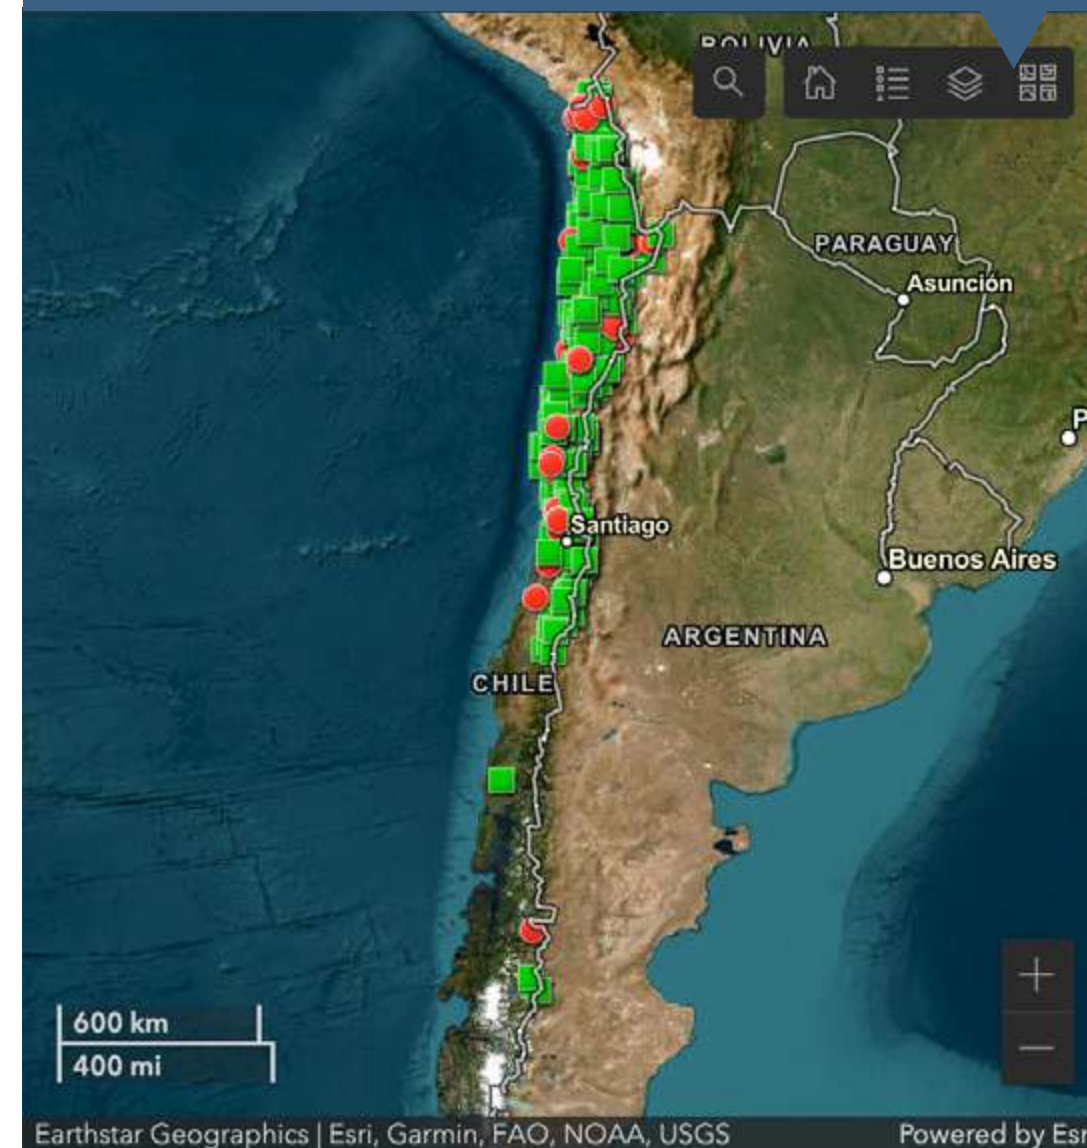 BOLIVIA
PARAGUAY
Asunción
P
Santiago
Buenos Aires
ARGENTINA
CHILE
600 km
400 mi
Earthstar Geographics | Esri, Garmin, FAO, NOAA, USGS
Powered by Esri